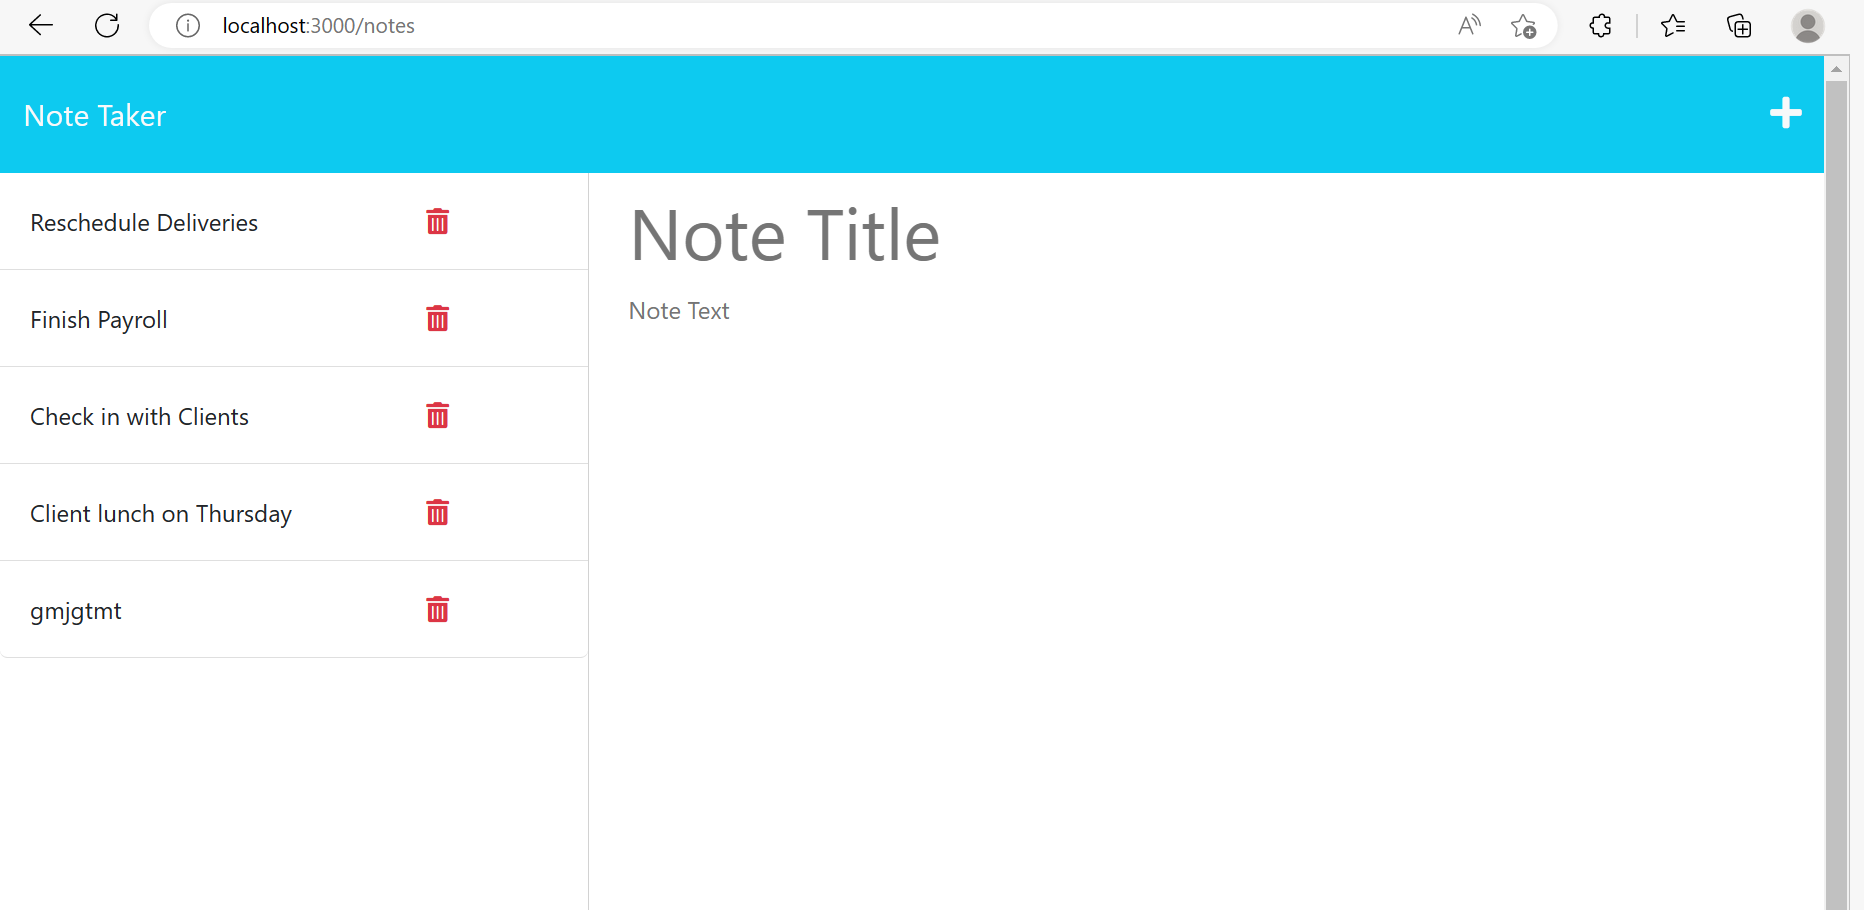 localhost:3000/notes
Note Taker
Reschedule Deliveries
Finish Payroll
Check in with Clients
Client lunch on Thursday
gmjgtmt
Note Title
Note Text